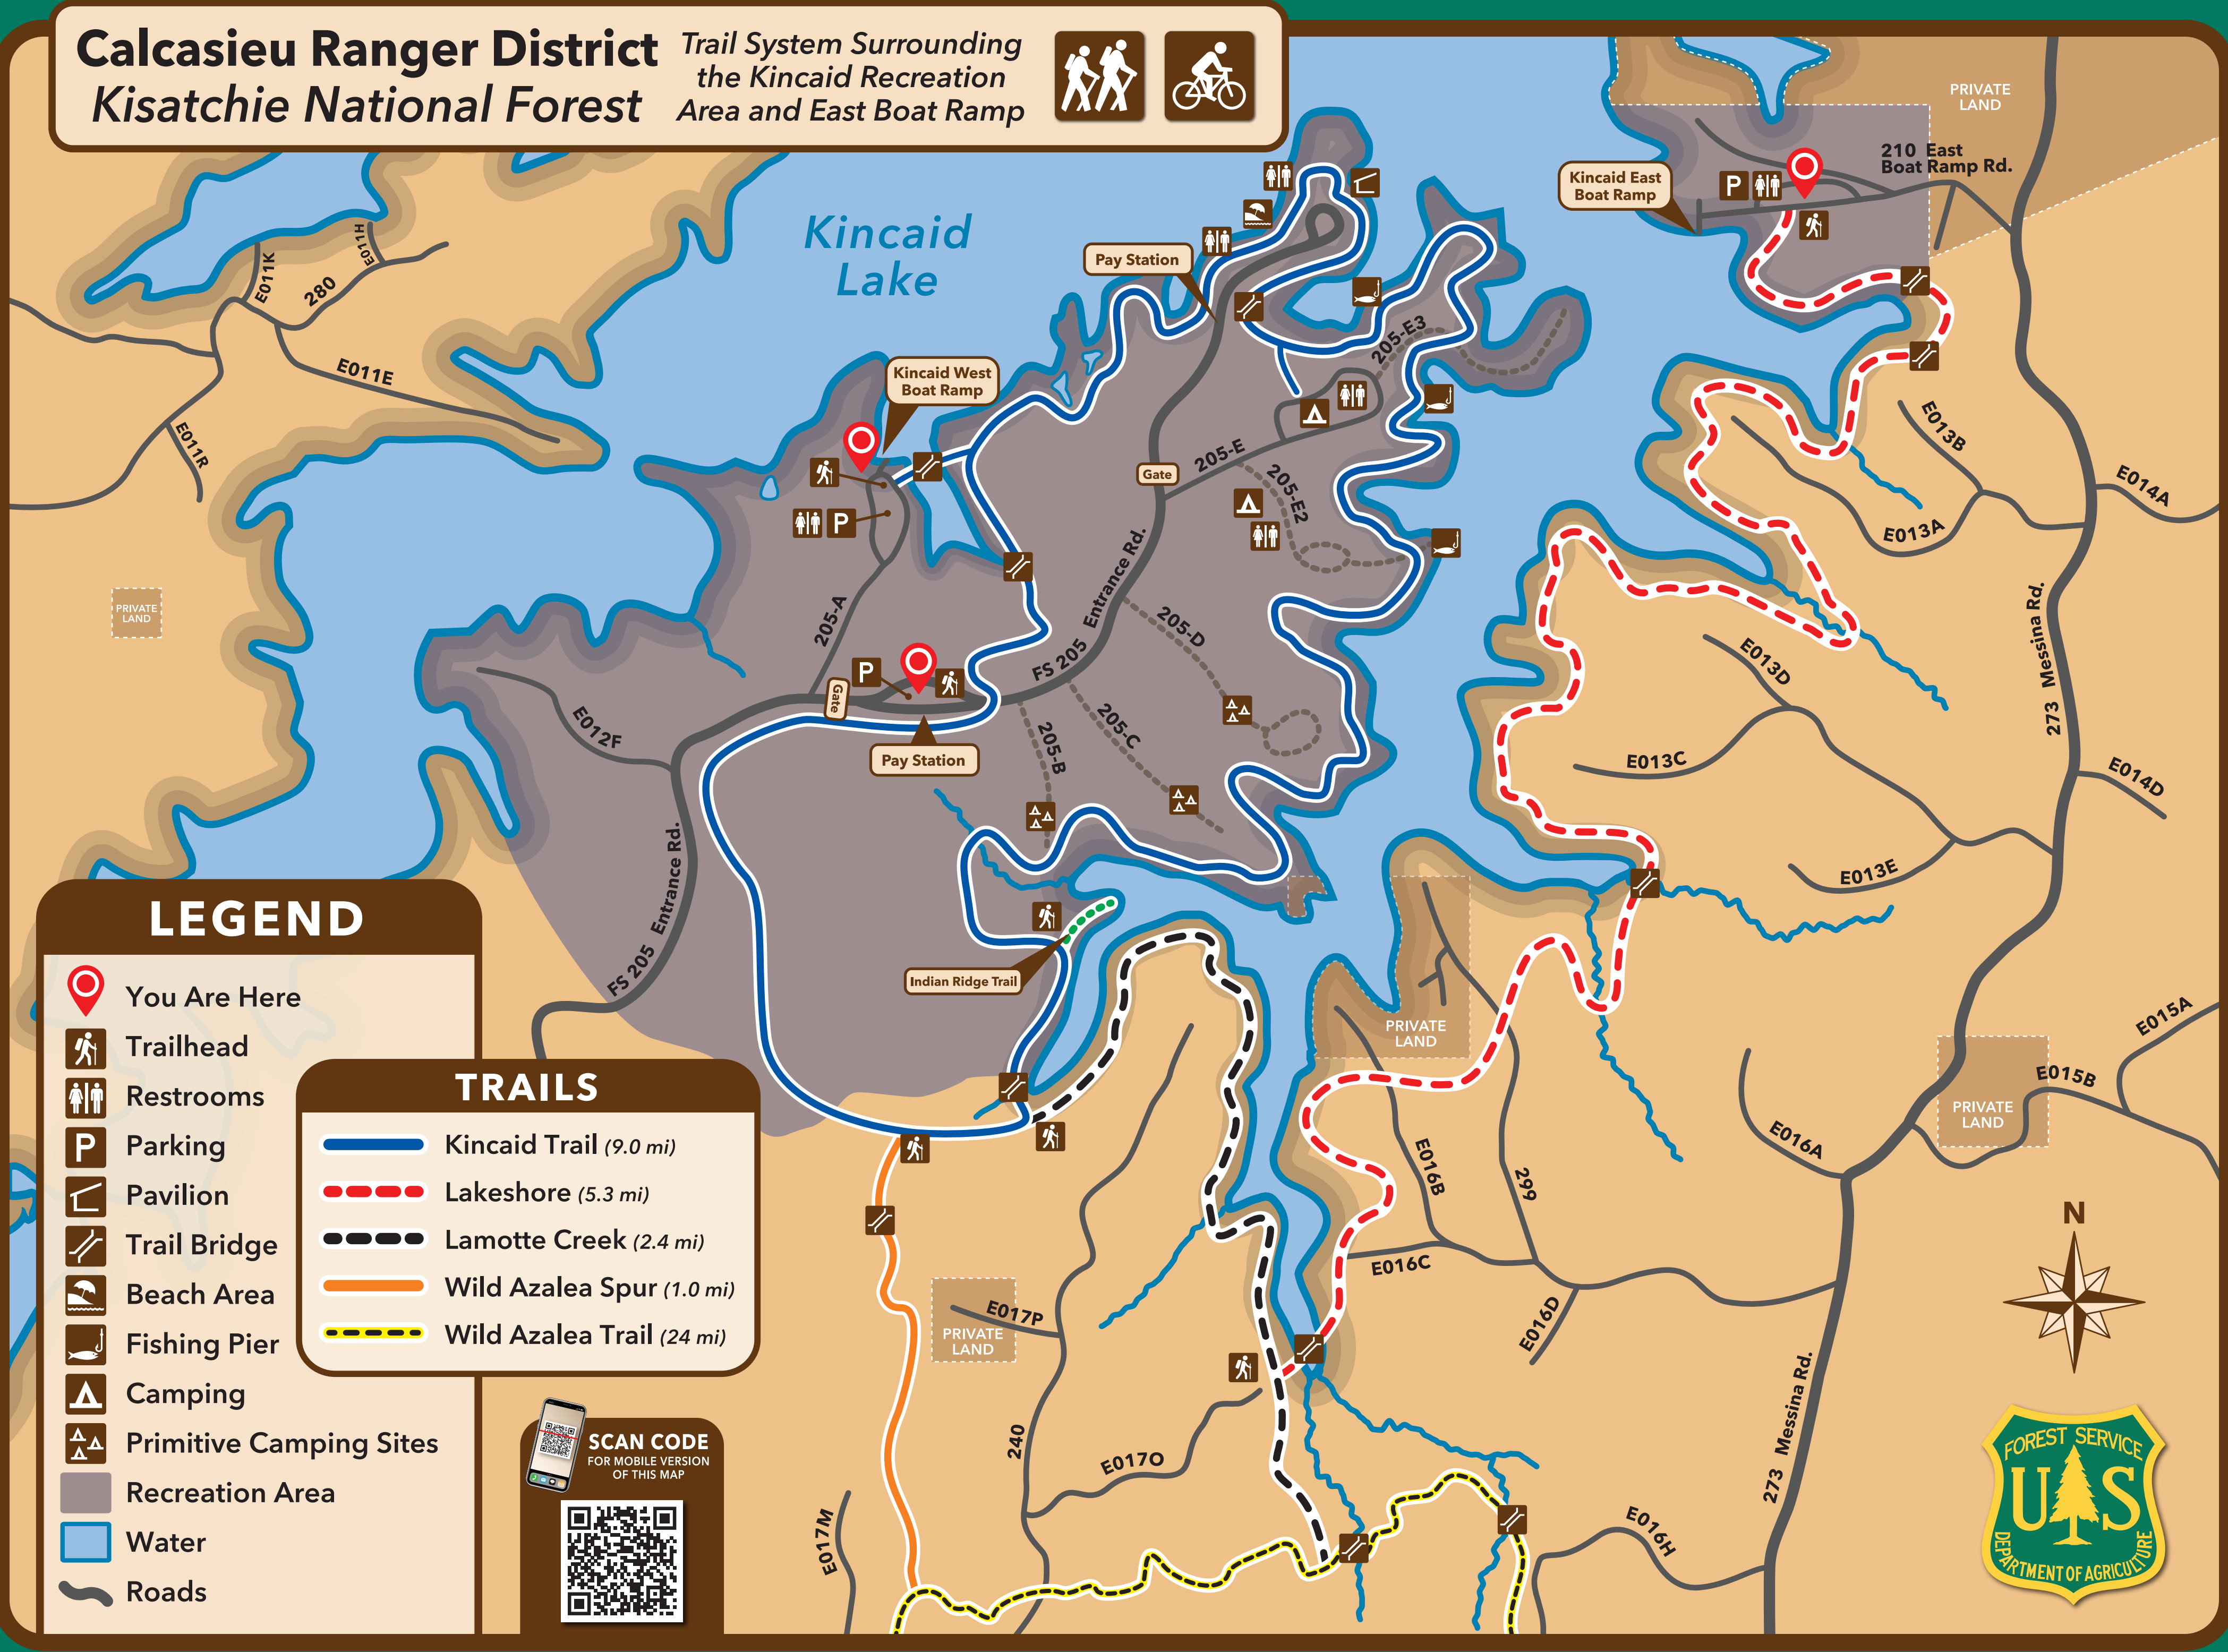 Calcasieu Ranger District
Kisatchie National Forest
Trail System Surrounding
the Kincaid Recreation
Area and East Boat Ramp
PRIVATE
LAND
210 East
Boat Ramp Rd.
Kincaid East
Boat Ramp
P
Kincaid
Lake
Pay Station
E011K
E011H
280
E011E
E011R
Kincaid West
Boat Ramp
205-E3
205-E
205-E2
Gate
P
E013B
E014A
E013A
PRIVATE
LAND
205-A
FS 205 Entrance Rd.
205-D
P
Gate
205-C
205-B
Pay Station
E012F
FS 205 Entrance Rd.
E013D
E013C
273 Messina Rd.
E014D
E013E
Indian Ridge Trail
PRIVATE
LAND
E015A
E015B
PRIVATE
LAND
E016A
E016B
299
E016C
E016D
E017P
PRIVATE
LAND
240
E017O
E017M
E016H
273 Messina Rd.
N
LEGEND
You Are Here
Trailhead
Restrooms
P
Parking
Pavilion
Trail Bridge
Beach Area
Fishing Pier
Camping
Primitive Camping Sites
Recreation Area
Water
Roads
TRAILS
Kincaid Trail (9.0 mi)
Lakeshore (5.3 mi)
Lamotte Creek (2.4 mi)
Wild Azalea Spur (1.0 mi)
Wild Azalea Trail (24 mi)
SCAN CODE
FOR MOBILE VERSION
OF THIS MAP
FOREST SERVICE
US
DEPARTMENT OF AGRICULTURE